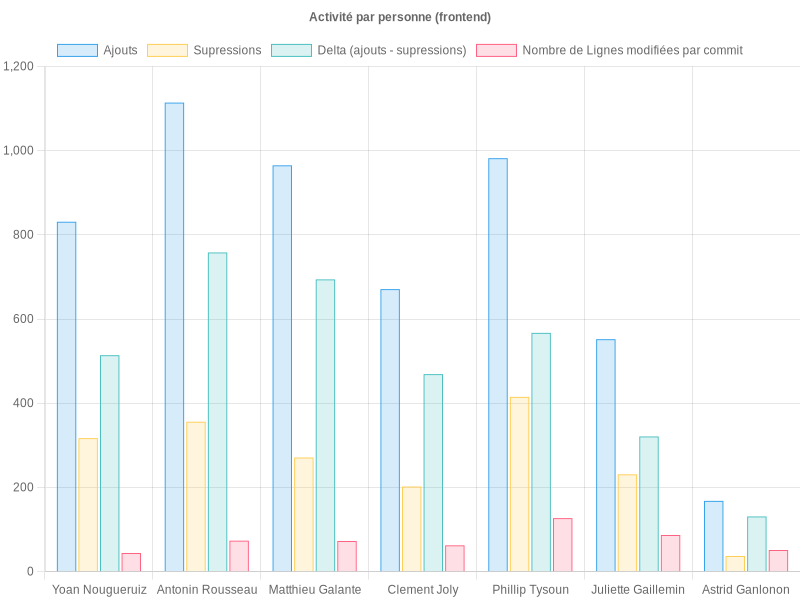 Activité par personne (frontend)
Ajouts Supressions Delta (ajouts - supressions) Nombre de Lignes modifiées par commit
1,200
1,000
800
600
400
200
0
Yoan Nougueruiz Antonin Rousseau Matthieu Galante Clement Joly Phillip Tysoun Juliette Gaillemin Astrid Ganlonon